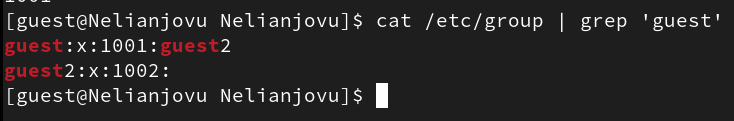 [guest@Nelianjovu Nelianjovu]$ cat /etc/group | grep 'guest'
guest:x:1001:guest2
guest2:x:1002:
[guest@Nelianjovu Nelianjovu]$